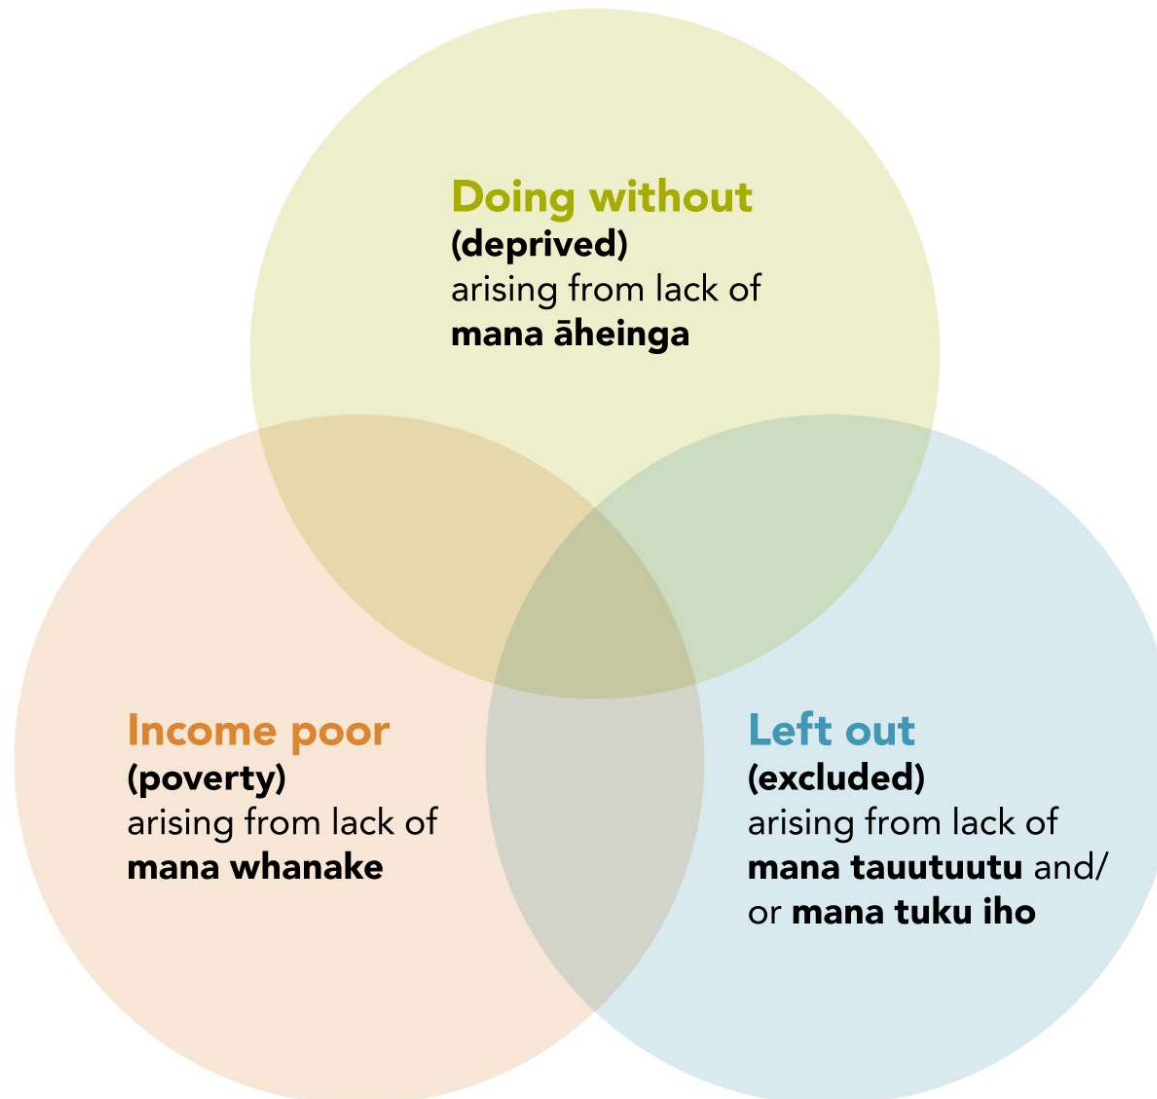 Doing without
(deprived)
arising from lack of
mana āheinga
Income poor
(poverty)
arising from lack of
mana whanake
Left out
(excluded)
arising from lack of
mana tauutuutu and/
or mana tuku iho